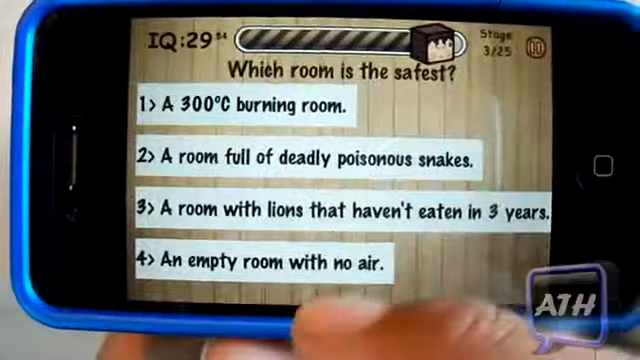 IQ:29 54
Stage
3/25
Which room is the safest?
1> A 300°C burning room.
2> A room full of deadly poisonous snakes.
3> A room with lions that haven't eaten in 3 years.
4> An empty room with no air.
ATH